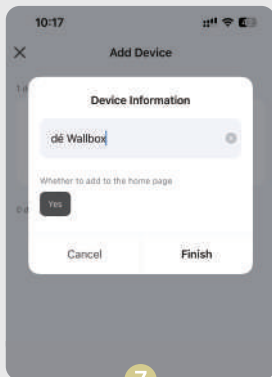 10:17
Add Device
Device Information
dé Wallbox
Whether to add to the home page
Yes
Cancel
Finish
7